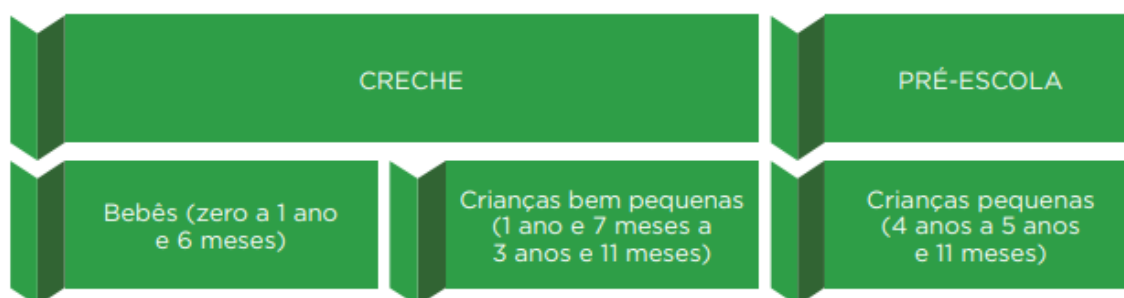 CRECHE
PRÉ-ESCOLA
Bebês (zero a 1 ano
e 6 meses)
Crianças bem pequenas
(1 ano e 7 meses a
3 anos e 11 meses)
Crianças pequenas
(4 anos a 5 anos
e 11 meses)